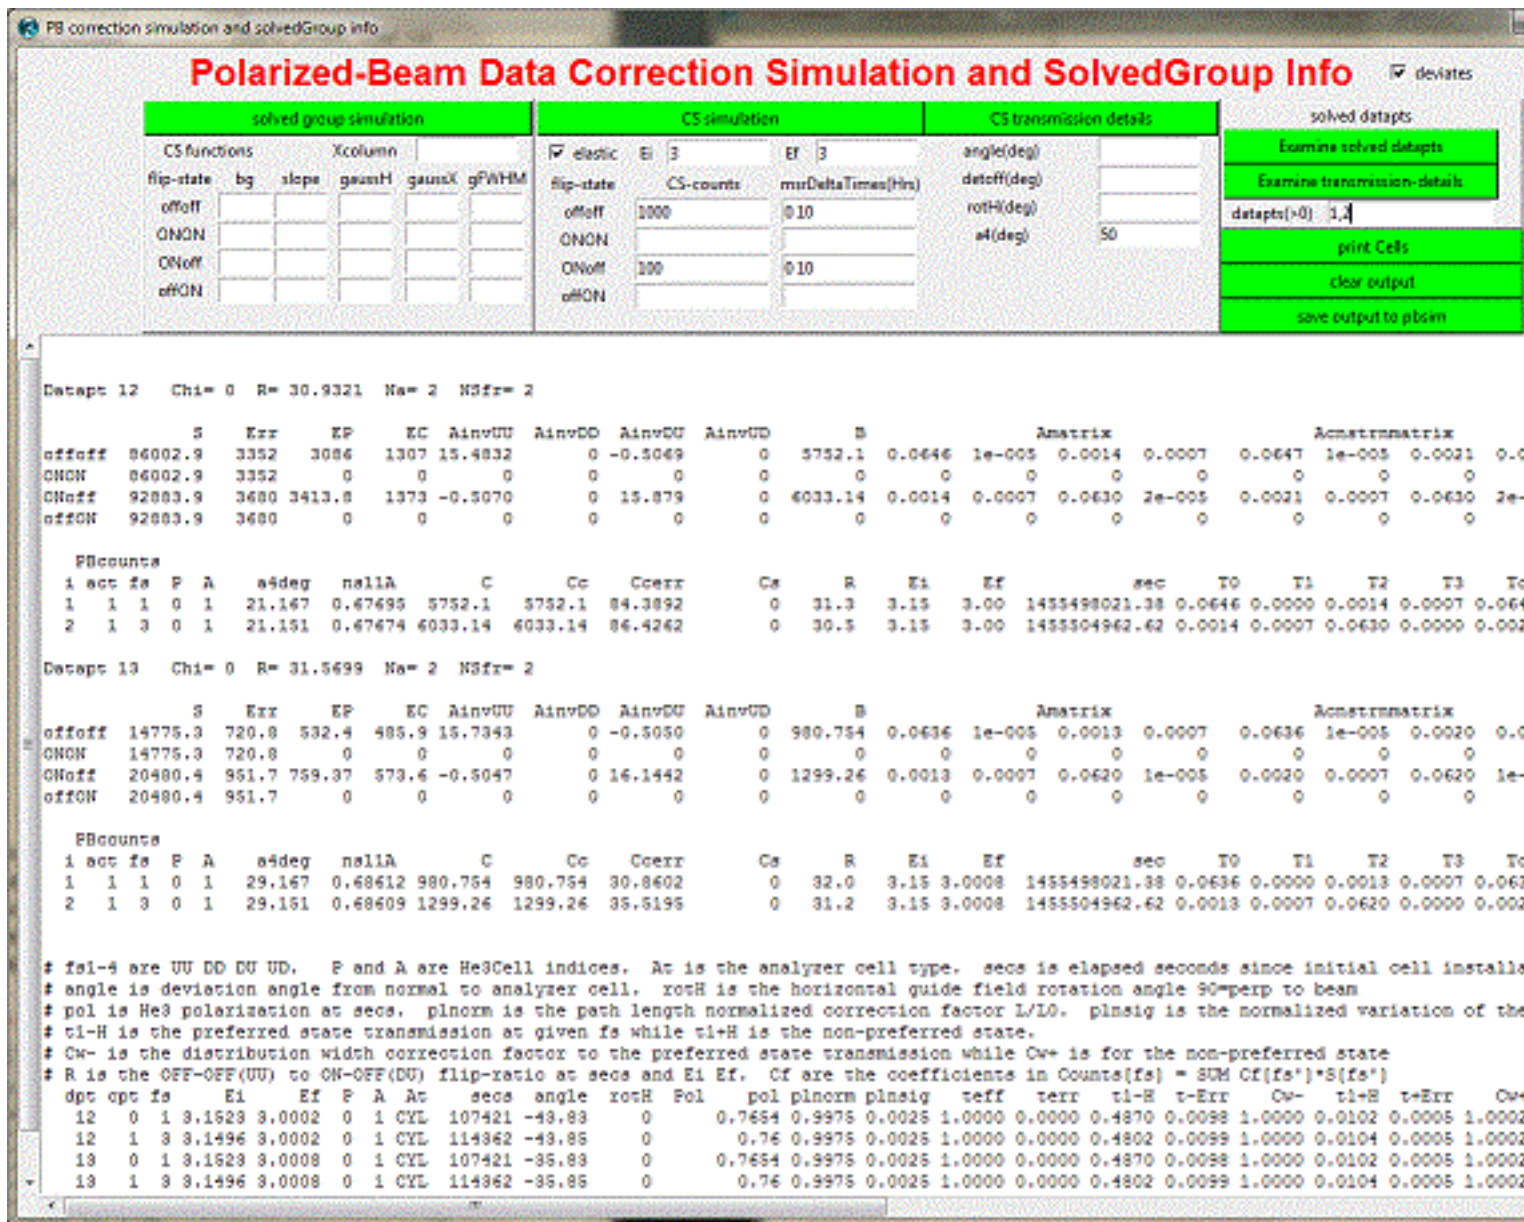 PB correction simulation and solvedGroup info
Polarized-Beam Data Correction Simulation and SolvedGroup Info deviates
solved group simulation CS simulation CS transmission details solved datapts
CS functions Xcolumn elastic Ei 3 Ef 3 angle(deg) Examine solved datapts
flip-state bg slope gaussH gaussX gFWHM flip-state CS-counts msrDeltaTimes(Hrs) detoff(deg) Examine transmission-details
offoff offoff 1000 0 10 rotH(deg) datapts(>0) 1,2
ONON ONON a4(deg) 50 print Cells
ONoff ONoff 100 0 10 clear output
offON offON save output to pbsim
Datapt 12 Chi= 0 R= 30.9321 Na= 2 NSfr= 2
S Err EP EC AinvUU AinvDD AinvDU AinvUD B Amatrix Acnstrnmatrix
offoff 86002.9 3352 3086 1307 15.4832 0 -0.5069 0 5752.1 0.0646 1e-005 0.0014 0.0007 0.0647 1e-005 0.0021 0.0
ONON 86002.9 3352 0 0 0 0 0 0 0 0 0 0 0 0 0 0
ONoff 92883.9 3680 3413.8 1373 -0.5070 0 15.879 0 6033.14 0.0014 0.0007 0.0630 2e-005 0.0021 0.0007 0.0630 2e-
offON 92883.9 3680 0 0 0 0 0 0 0 0 0 0 0 0 0 0
PBcounts
i act fs P A a4deg nsllA C Cc Ccerr Cs R Ei Ef sec T0 T1 T2 T3 Tc
1 1 1 0 1 21.167 0.67695 5752.1 5752.1 84.3892 0 31.3 3.15 3.00 1455498021.38 0.0646 0.0000 0.0014 0.0007 0.064
2 1 3 0 1 21.151 0.67674 6033.14 6033.14 86.4262 0 30.5 3.15 3.00 1455504962.62 0.0014 0.0007 0.0630 0.0000 0.002
Datapt 13 Chi= 0 R= 31.5699 Na= 2 NSfr= 2
S Err EP EC AinvUU AinvDD AinvDU AinvUD B Amatrix Acnstrnmatrix
offoff 14775.3 720.8 532.4 485.9 15.7343 0 -0.5050 0 980.754 0.0636 1e-005 0.0013 0.0007 0.0636 1e-005 0.0020 0.0
ONON 14775.3 720.8 0 0 0 0 0 0 0 0 0 0 0 0 0 0
ONoff 20480.4 951.7 759.37 573.6 -0.5047 0 16.1442 0 1299.26 0.0013 0.0007 0.0620 1e-005 0.0020 0.0007 0.0620 1e-
offON 20480.4 951.7 0 0 0 0 0 0 0 0 0 0 0 0 0 0
PBcounts
i act fs P A a4deg nsllA C Cc Ccerr Cs R Ei Ef sec T0 T1 T2 T3 Tc
1 1 1 0 1 29.167 0.68612 980.754 980.754 30.8602 0 32.0 3.15 3.0008 1455498021.38 0.0636 0.0000 0.0013 0.0007 0.063
2 1 3 0 1 29.151 0.68609 1299.26 1299.26 35.5195 0 31.2 3.15 3.0008 1455504962.62 0.0013 0.0007 0.0620 0.0000 0.002
# fs1-4 are UU DD DU UD. P and A are He3Cell indices. At is the analyzer cell type. secs is elapsed seconds since initial cell installa
# angle is deviation angle from normal to analyzer cell. rotH is the horizontal guide field rotation angle 90=perp to beam
# pol is He3 polarization at secs. plnorm is the path length normalized correction factor L/L0. plnsig is the normalized variation of the
# t1-H is the preferred state transmission at given fs while t1+H is the non-preferred state.
# Cw- is the distribution width correction factor to the preferred state transmission while Cw+ is for the non-preferred state
# R is the OFF-OFF(UU) to ON-OFF(DU) flip-ratio at secs and Ei Ef. Cf are the coefficients in Counts[fs] = SUM Cf[fs']*S[fs']
dpt cpt fs Ei Ef P A At secs angle rotH Pol pol plnorm plnsig teff terr t1-H t-Err Cw- t1+H t+Err Cw+
12 0 1 3.1523 3.0002 0 1 CYL 107421 -43.83 0 0.7654 0.9975 0.0025 1.0000 0.0000 0.4870 0.0098 1.0000 0.0102 0.0005 1.0002
12 1 3 3.1496 3.0002 0 1 CYL 114362 -43.85 0 0.76 0.9975 0.0025 1.0000 0.0000 0.4802 0.0099 1.0000 0.0104 0.0005 1.0002
13 0 1 3.1523 3.0008 0 1 CYL 107421 -35.83 0 0.7654 0.9975 0.0025 1.0000 0.0000 0.4870 0.0098 1.0000 0.0102 0.0005 1.0002
13 1 3 3.1496 3.0008 0 1 CYL 114362 -35.85 0 0.76 0.9975 0.0025 1.0000 0.0000 0.4802 0.0099 1.0000 0.0104 0.0005 1.0002